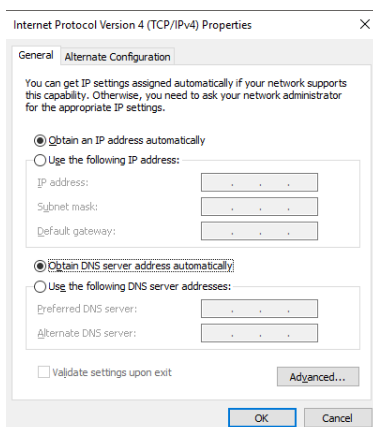 Internet Protocol Version 4 (TCP/IPv4) Properties
General Alternate Configuration
You can get IP settings assigned automatically if your network supports
this capability. Otherwise, you need to ask your network administrator
for the appropriate IP settings.
Obtain an IP address automatically
Use the following IP address:
IP address:
Subnet mask:
Default gateway:
Obtain DNS server address automatically
Use the following DNS server addresses:
Preferred DNS server:
Alternate DNS server:
Validate settings upon exit
Advanced...
OK Cancel